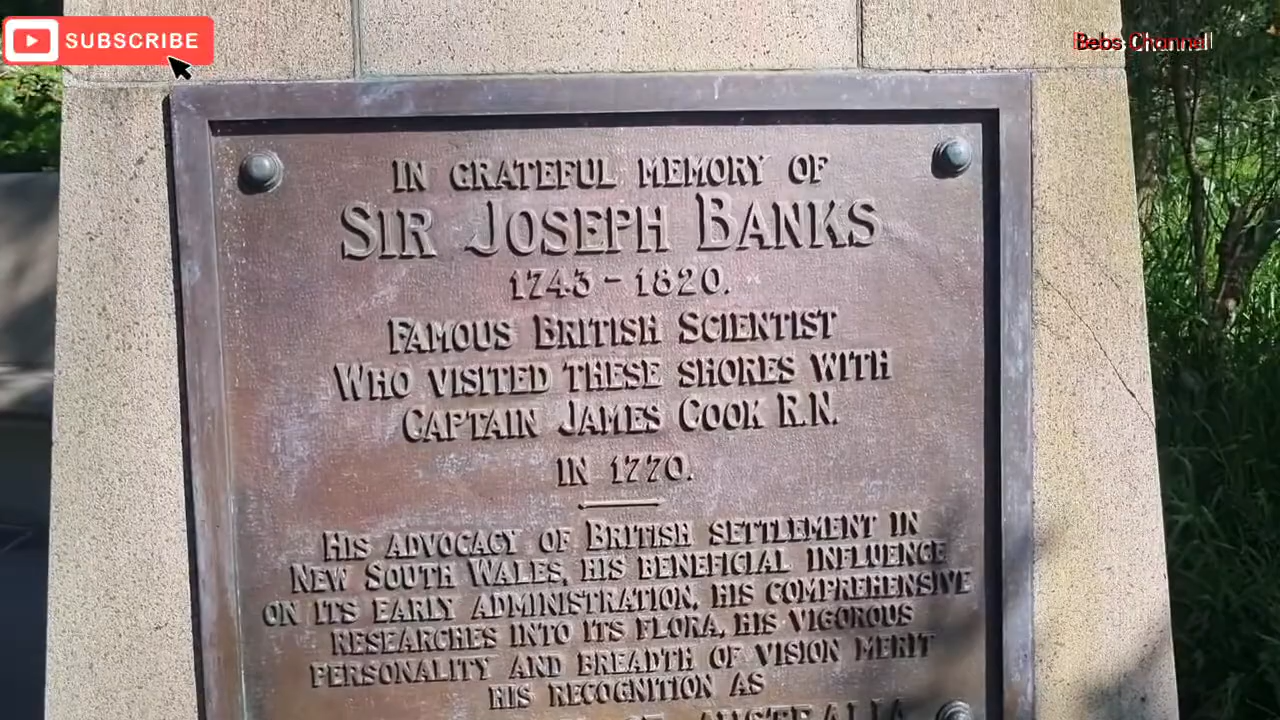 SUBSCRIBE
Bebs Channel
IN GRATEFUL MEMORY OF
SIR JOSEPH BANKS
1743 - 1820.
FAMOUS BRITISH SCIENTIST
WHO VISITED THESE SHORES WITH
CAPTAIN JAMES COOK R.N.
IN 1770.
HIS ADVOCACY OF BRITISH SETTLEMENT IN
NEW SOUTH WALES, HIS BENEFICIAL INFLUENCE
ON ITS EARLY ADMINISTRATION, HIS COMPREHENSIVE
RESEARCHES INTO ITS FLORA, HIS VIGOROUS
PERSONALITY AND BREADTH OF VISION MERIT
HIS RECOGNITION AS
OF AUSTRALIA